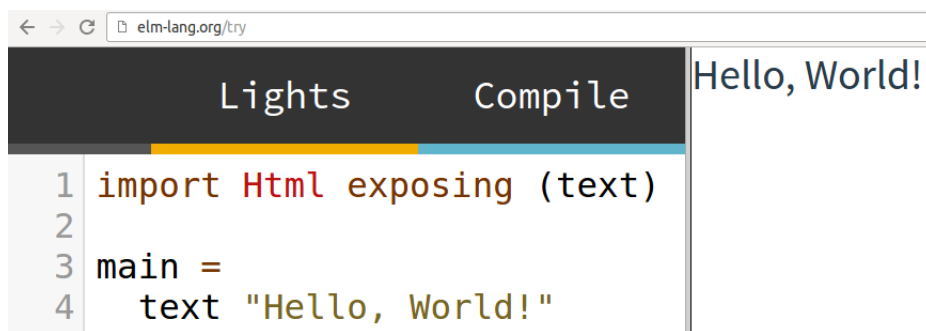 elm-lang.org/try
Lights Compile
Hello, World!
1 import Html exposing (text)
2
3 main =
4   text "Hello, World!"